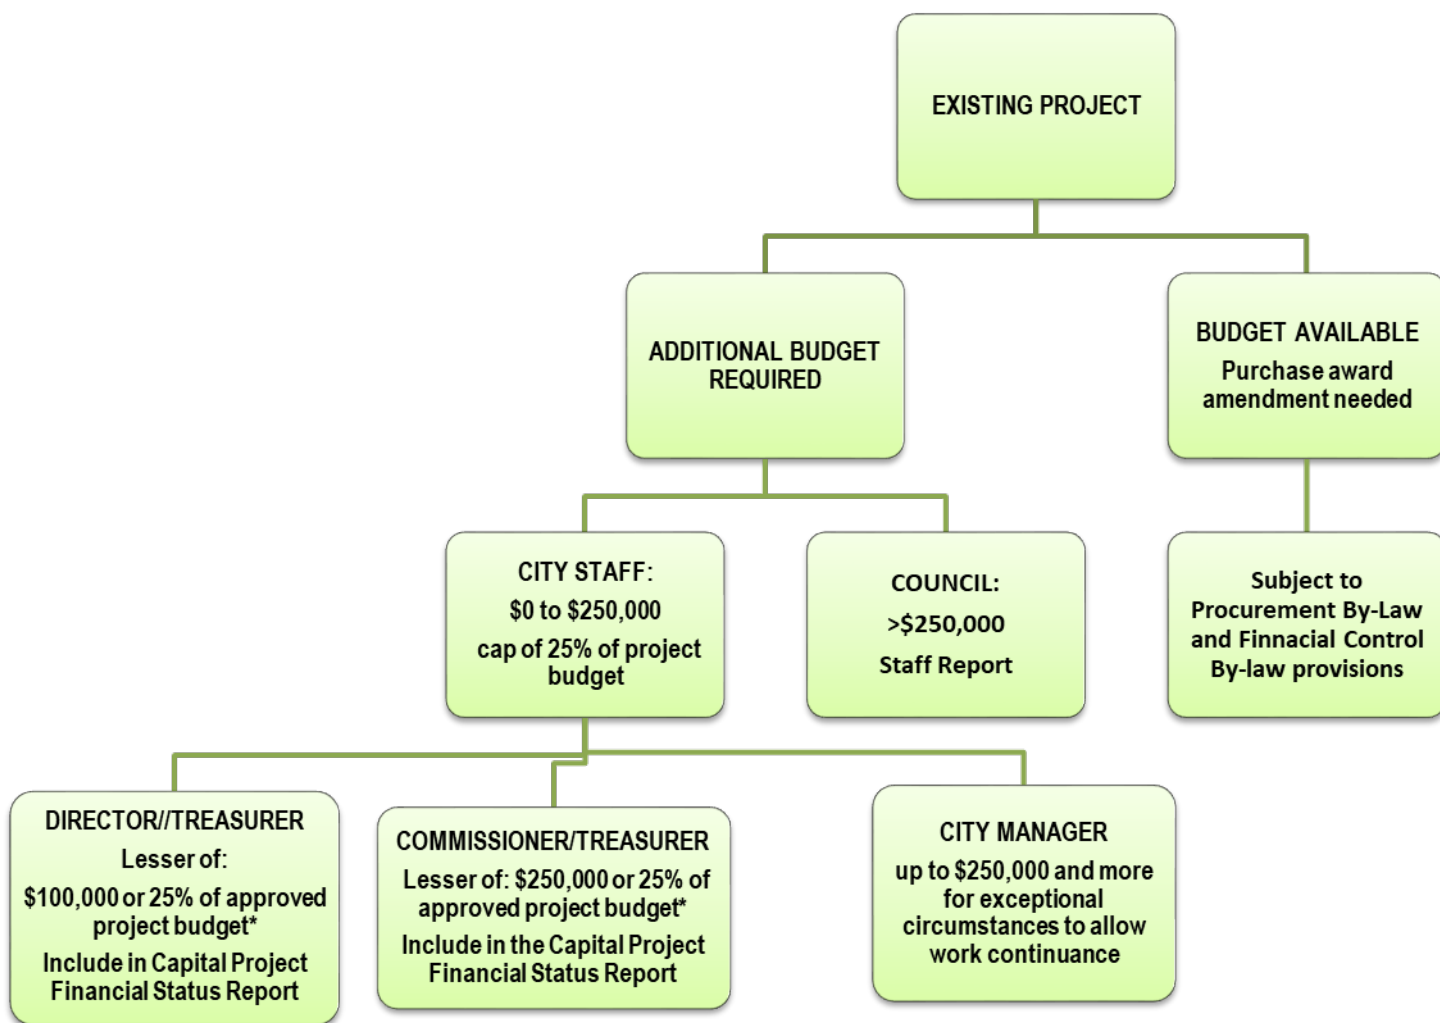 EXISTING PROJECT
ADDITIONAL BUDGET
REQUIRED
BUDGET AVAILABLE
Purchase award
amendment needed
CITY STAFF:
$0 to $250,000
cap of 25% of project
budget
COUNCIL:
>$250,000
Staff Report
Subject to
Procurement By-Law
and Finnacial Control
By-law provisions
DIRECTOR//TREASURER
Lesser of:
$100,000 or 25% of approved
project budget*
Include in Capital Project
Financial Status Report
COMMISSIONER/TREASURER
Lesser of: $250,000 or 25% of
approved project budget*
Include in the Capital Project
Financial Status Report
CITY MANAGER
up to $250,000 and more
for exceptional
circumstances to allow
work continuance